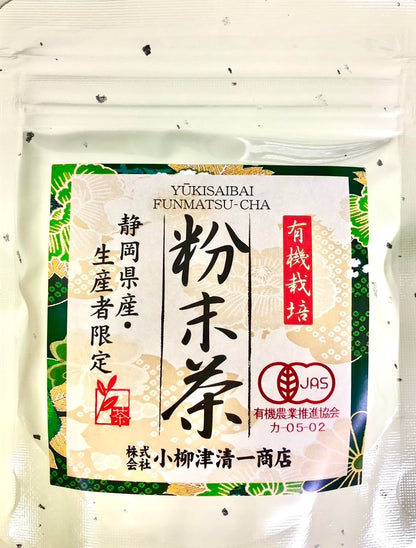 YŪKISAIBAI
FUNMATSU-CHA
有機栽培
粉末茶
静岡県産・
生産者限定
茶
JAS
有機農業推進協会
カ-05-02
株式会社 小柳津清一商店